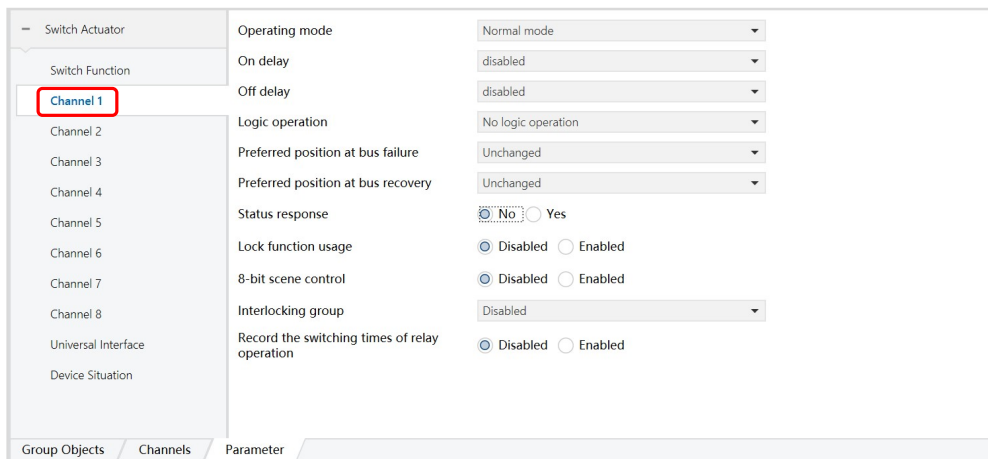 Switch Actuator
Switch Function
Channel 1
Channel 2
Channel 3
Channel 4
Channel 5
Channel 6
Channel 7
Channel 8
Universal Interface
Device Situation
Operating mode Normal mode
On delay disabled
Off delay disabled
Logic operation No logic operation
Preferred position at bus failure Unchanged
Preferred position at bus recovery Unchanged
Status response No Yes
Lock function usage Disabled Enabled
8-bit scene control Disabled Enabled
Interlocking group Disabled
Record the switching times of relay
operation Disabled Enabled
Group Objects Channels Parameter